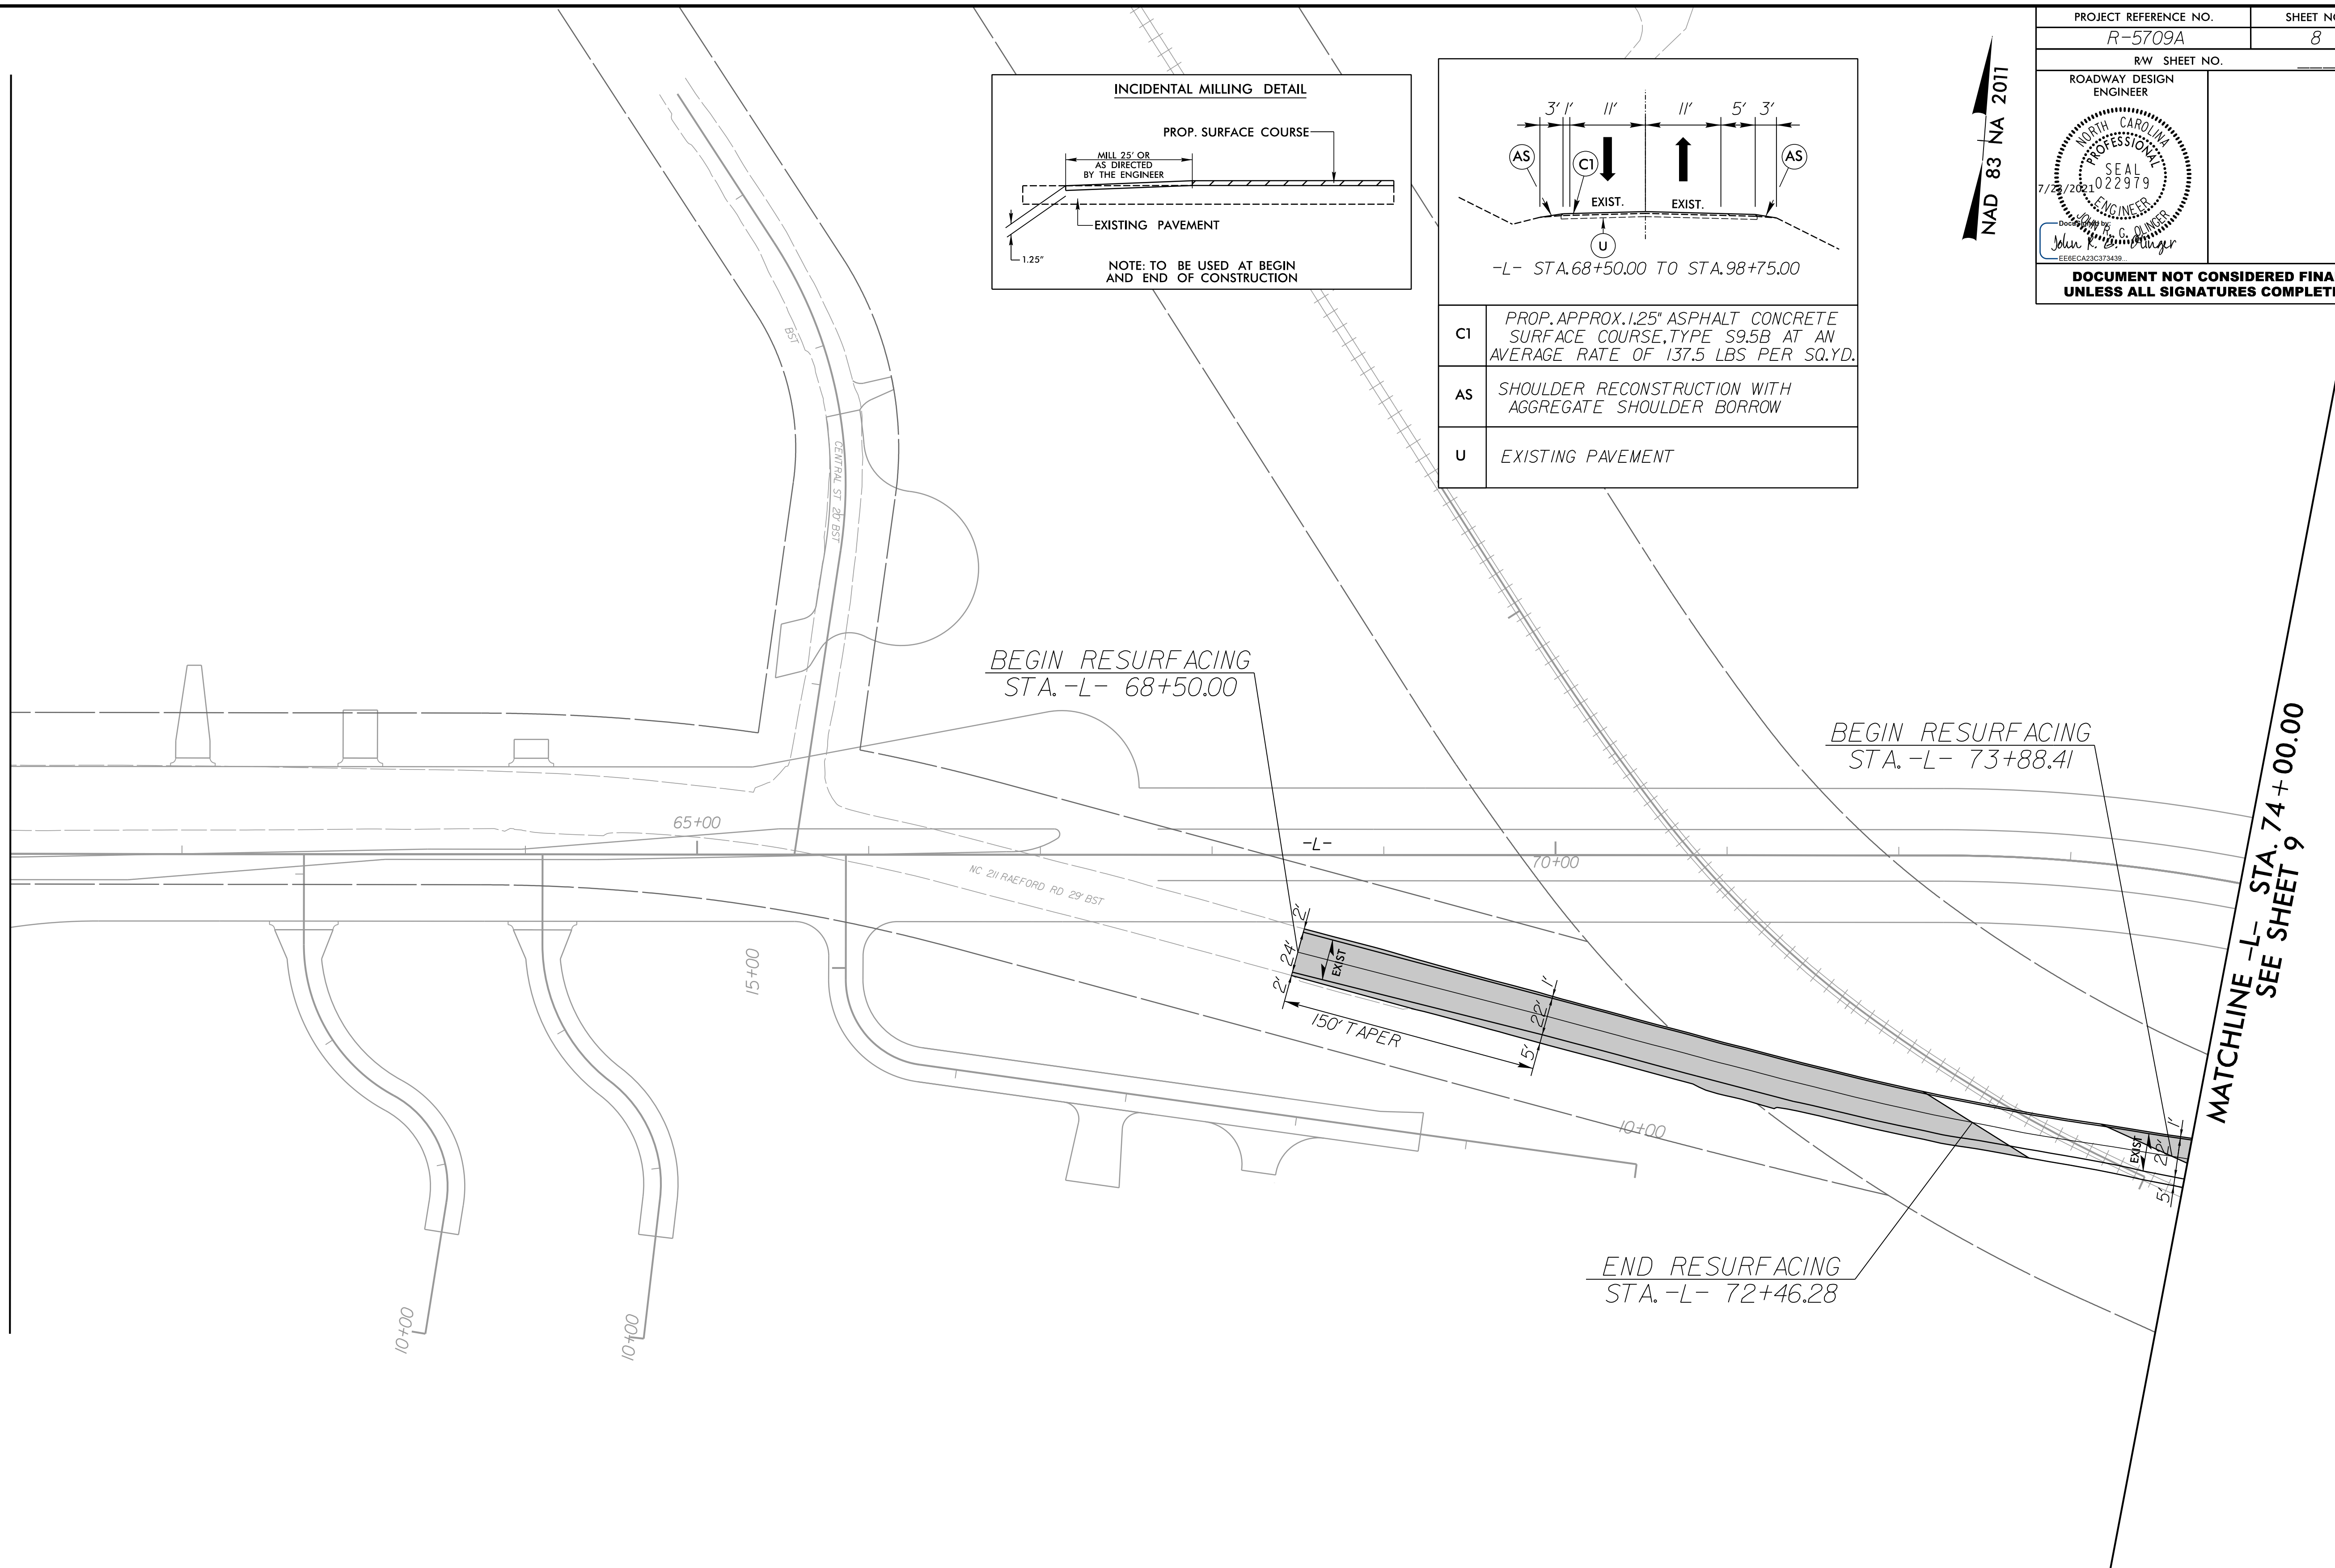 PROJECT REFERENCE NO.
SHEET NO
R-5709A
8
RW SHEET NO.
ROADWAY DESIGN
ENGINEER
NORTH CAROLINA
PROFESSIONAL
SEAL
022979
ENGINEER
JOHN R. C. OLINGER
John R. C. Olinger
EE6ECA23C373439...
DOCUMENT NOT CONSIDERED FINA
UNLESS ALL SIGNATURES COMPLET
NAD 83 NA 2011
INCIDENTAL MILLING DETAIL
PROP. SURFACE COURSE
MILL 25' OR
AS DIRECTED
BY THE ENGINEER
EXISTING PAVEMENT
1.25"
NOTE: TO BE USED AT BEGIN
AND END OF CONSTRUCTION
3' 1' 11' 11' 5' 3'
AS
C1
AS
EXIST.
EXIST.
U
-L- STA.68+50.00 TO STA.98+75.00
C1
PROP. APPROX. 1.25" ASPHALT CONCRETE
SURFACE COURSE, TYPE S9.5B AT AN
AVERAGE RATE OF 137.5 LBS PER SQ.YD.
AS
SHOULDER RECONSTRUCTION WITH
AGGREGATE SHOULDER BORROW
U
EXISTING PAVEMENT
BST
CENTRAL ST 20' BST
BEGIN RESURFACING
STA. -L- 68+50.00
BEGIN RESURFACING
STA. -L- 73+88.41
65+00
-L-
70+00
NC 211 RAEFORD RD 29' BST
15+00
2'
24'
2'
EXIST
150' TAPER
1'
22'
5'
10+00
EXIST
1'
22'
5'
MATCHLINE -L- STA. 74+00.00
SEE SHEET 9
END RESURFACING
STA. -L- 72+46.28
10+00
10+00